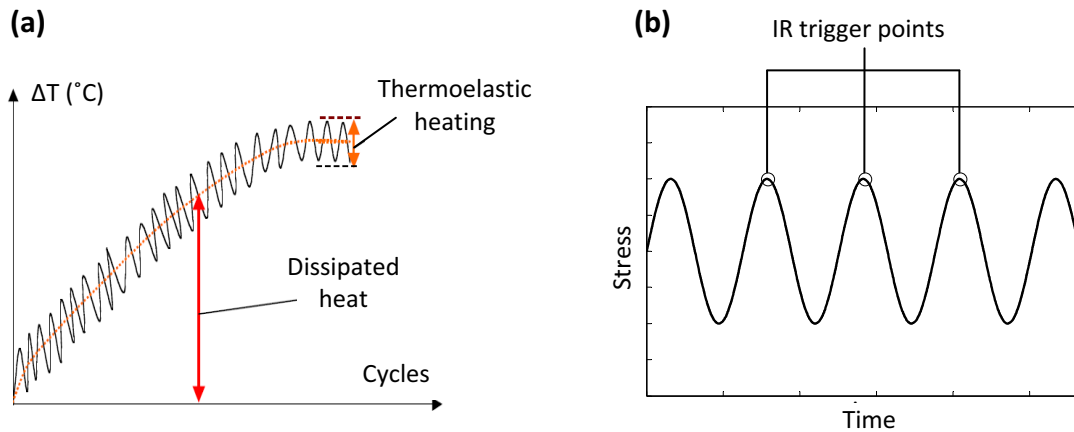 (a)
ΔT (˚C)
Thermoelastic
heating
Dissipated
heat
Cycles
(b)
IR trigger points
Stress
Time